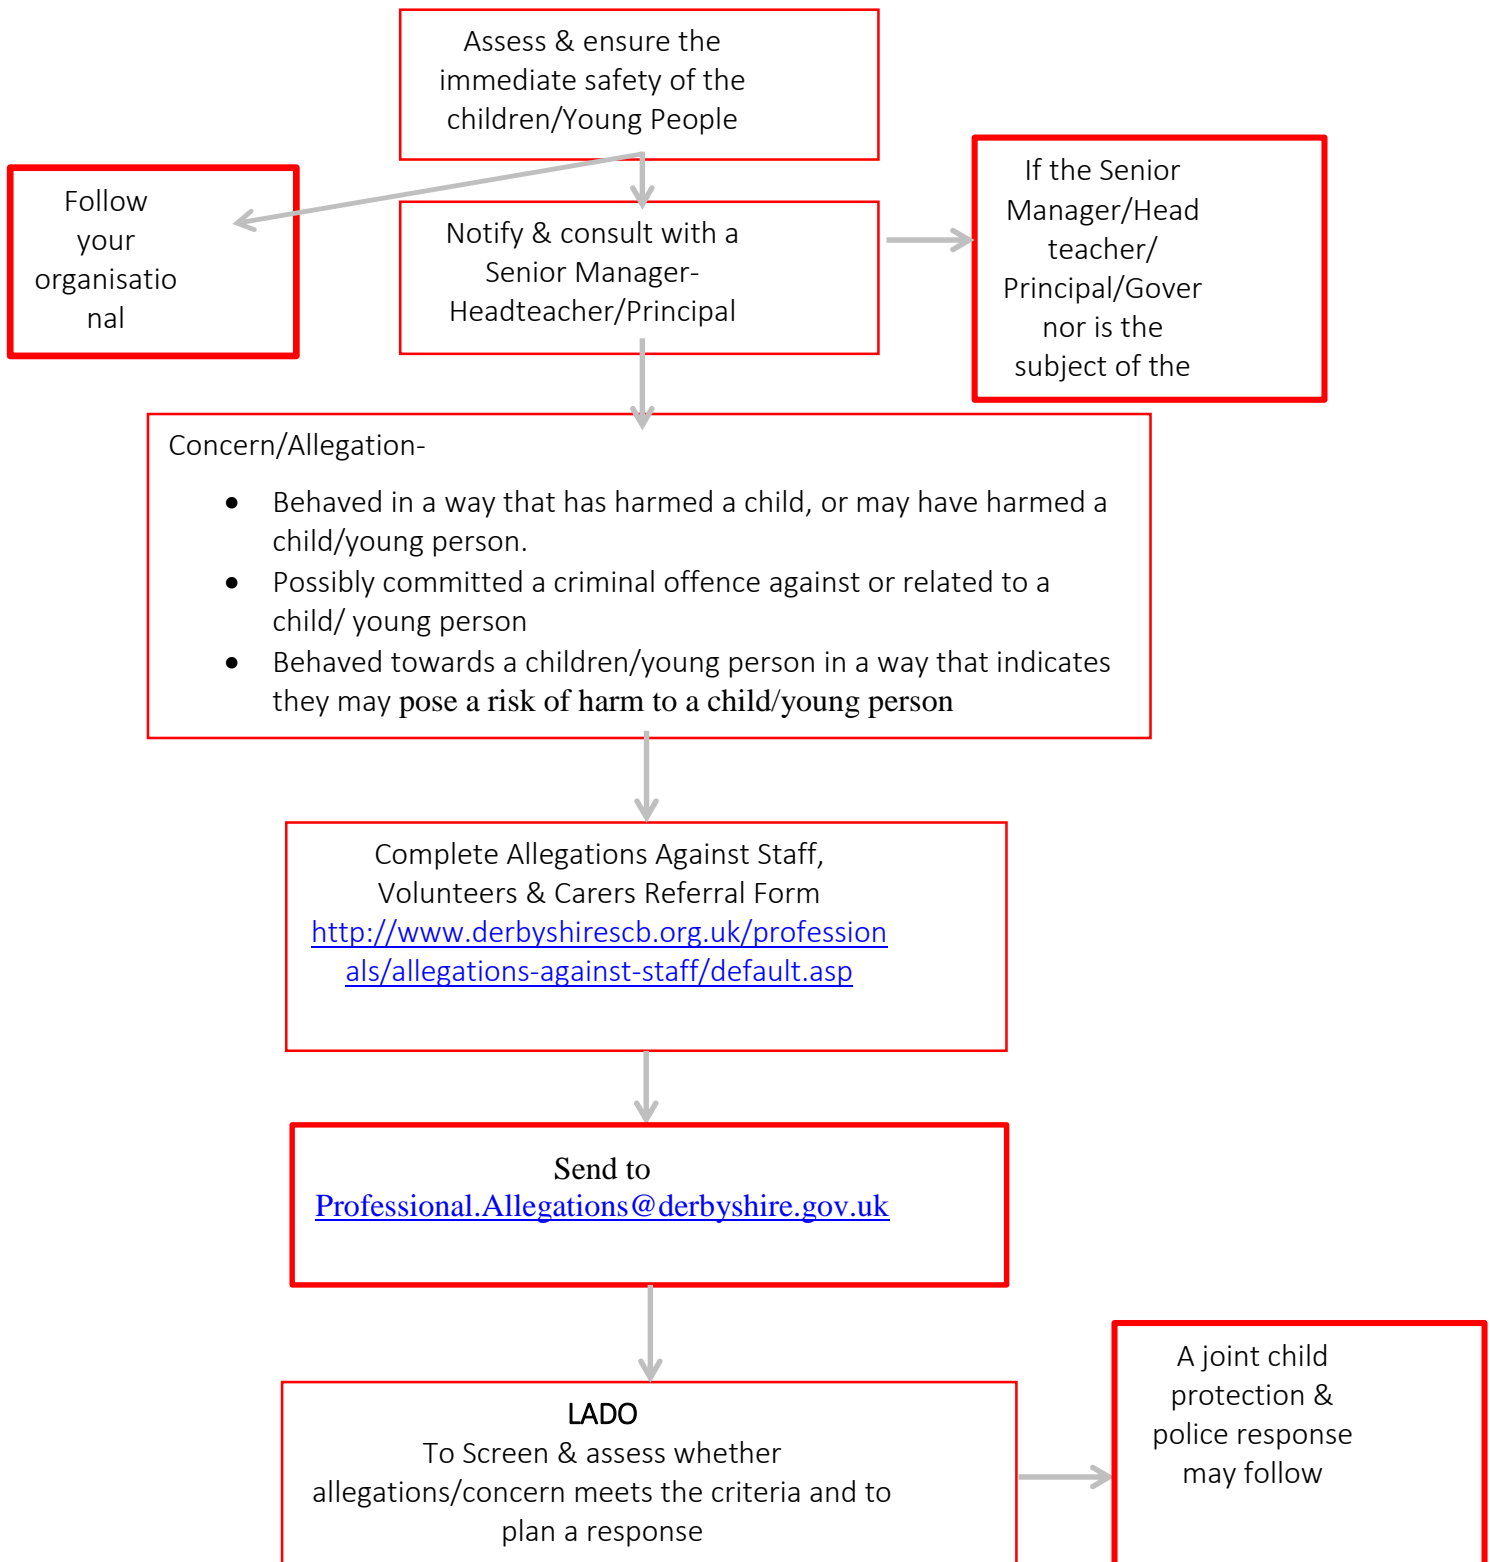 Assess & ensure the
immediate safety of the
children/Young People
Follow
your
organisatio
nal
Notify & consult with a
Senior Manager-
Headteacher/Principal
If the Senior
Manager/Head
teacher/
Principal/Gover
nor is the
subject of the
Concern/Allegation-
• Behaved in a way that has harmed a child, or may have harmed a
child/young person.
• Possibly committed a criminal offence against or related to a
child/ young person
• Behaved towards a children/young person in a way that indicates
they may pose a risk of harm to a child/young person
Complete Allegations Against Staff,
Volunteers & Carers Referral Form
http://www.derbyshirescb.org.uk/profession
als/allegations-against-staff/default.asp
Send to
Professional.Allegations@derbyshire.gov.uk
LADO
To Screen & assess whether
allegations/concern meets the criteria and to
plan a response
A joint child
protection &
police response
may follow